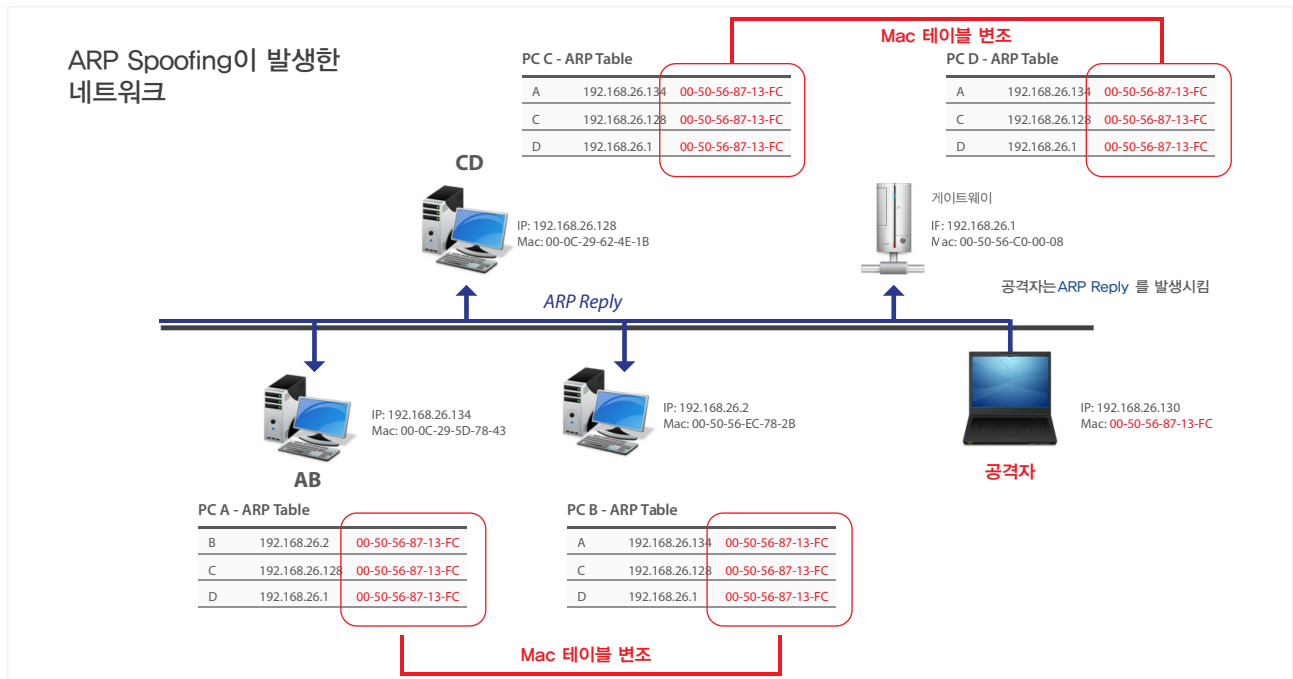 ARP Spoofing이 발생한
네트워크
Mac 테이블 변조
PC C - ARP Table
A 192.168.26.134 00-50-56-87-13-FC
C 192.168.26.128 00-50-56-87-13-FC
D 192.168.26.1 00-50-56-87-13-FC
PC D - ARP Table
A 192.168.26.134 00-50-56-87-13-FC
C 192.168.26.128 00-50-56-87-13-FC
D 192.168.26.1 00-50-56-87-13-FC
CD
IP: 192.168.26.128
Mac: 00-0C-29-62-4E-1B
게이트웨이
IP: 192.168.26.1
Mac: 00-50-56-C0-00-08
ARP Reply
공격자는ARP Reply 를 발생시킴
IP: 192.168.26.134
Mac: 00-0C-29-5D-78-43
AB
IP: 192.168.26.2
Mac: 00-50-56-EC-78-2B
IP: 192.168.26.130
Mac: 00-50-56-87-13-FC
공격자
PC A - ARP Table
B 192.168.26.2 00-50-56-87-13-FC
C 192.168.26.128 00-50-56-87-13-FC
D 192.168.26.1 00-50-56-87-13-FC
PC B - ARP Table
A 192.168.26.134 00-50-56-87-13-FC
C 192.168.26.128 00-50-56-87-13-FC
D 192.168.26.1 00-50-56-87-13-FC
Mac 테이블 변조